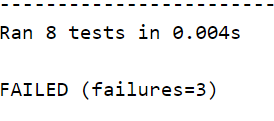 ----------------------
Ran 8 tests in 0.004s
FAILED (failures=3)